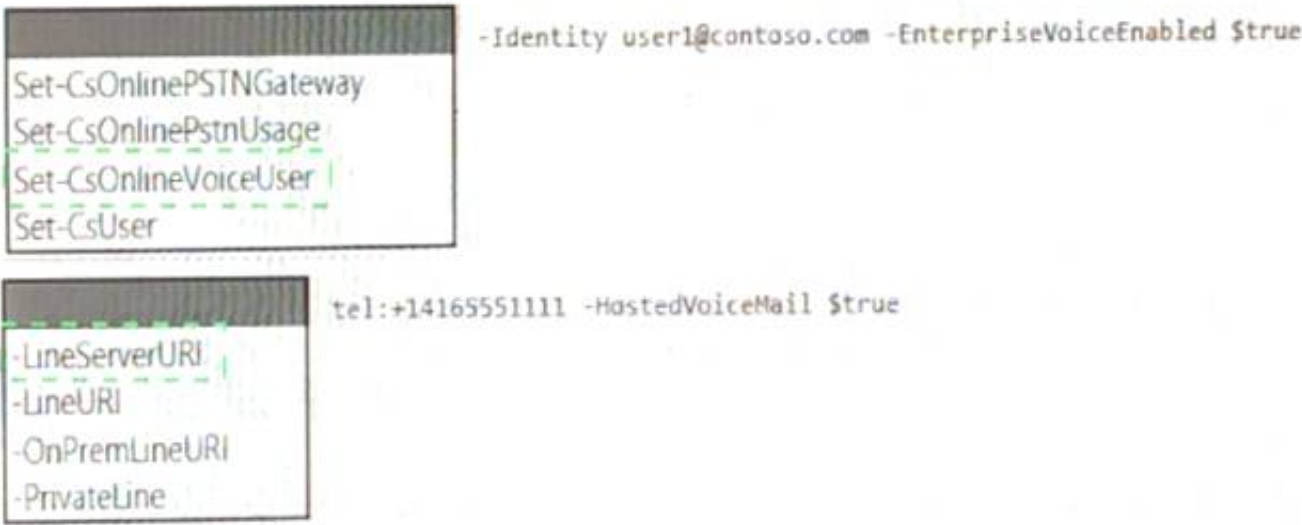 -Identity user1@contoso.com -EnterpriseVoiceEnabled $true
Set-CsOnlinePSTNGateway
Set-CsOnlinePstnUsage
Set-CsOnlineVoiceUser
Set-CsUser
tel:+14165551111 -HostedVoiceMail $true
-LineServerURI
-LineURI
-OnPremLineURI
-PrivateLine